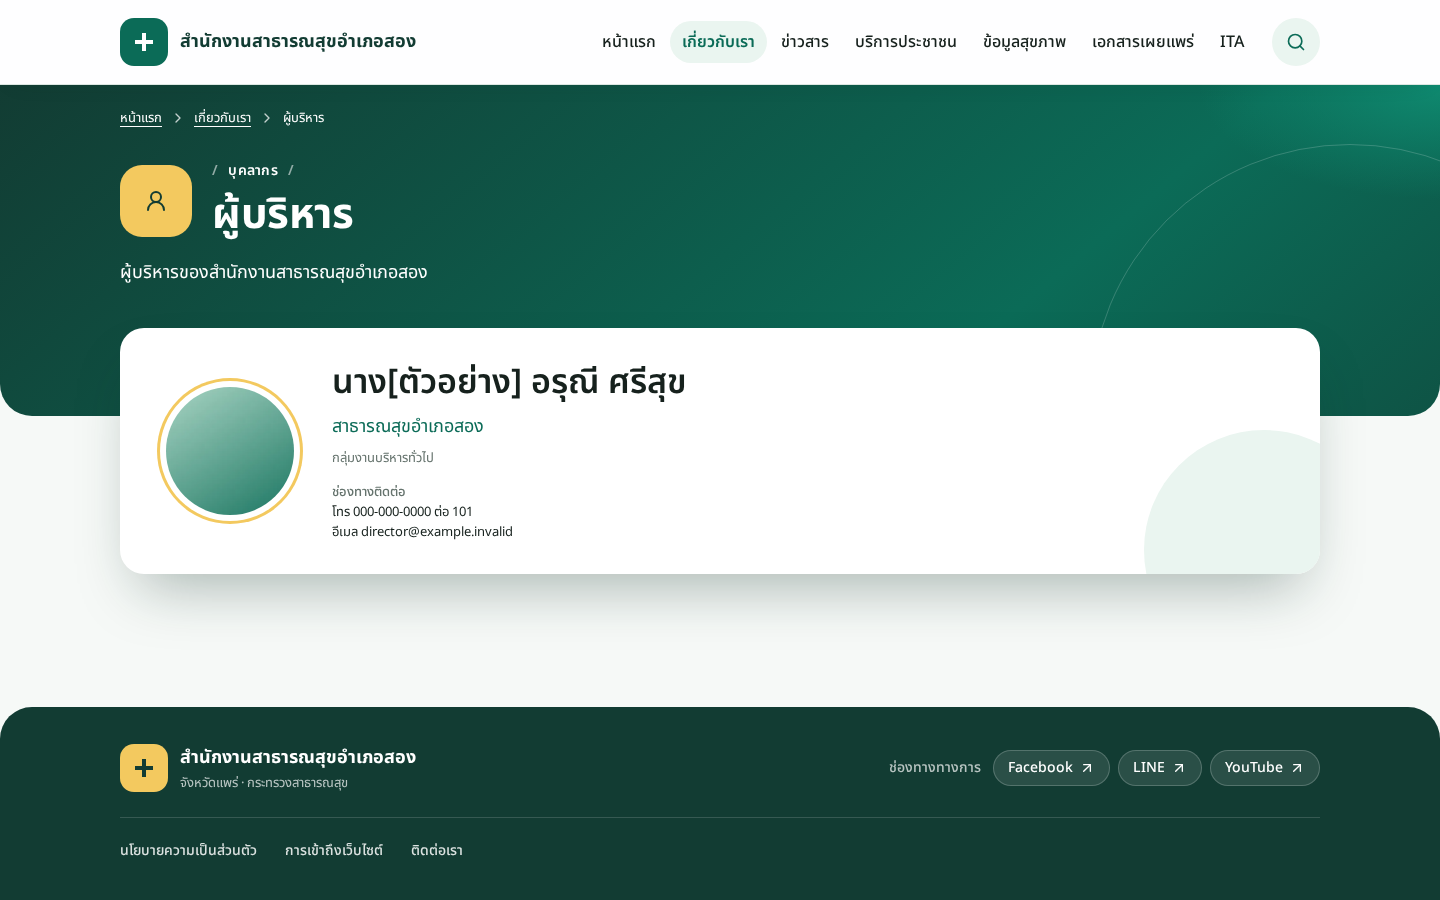 สำนักงานสาธารณสุขอำเภอสอง
หน้าแรก เกี่ยวกับเรา ข่าวสาร บริการประชาชน ข้อมูลสุขภาพ เอกสารเผยแพร่ ITA
หน้าแรก > เกี่ยวกับเรา > ผู้บริหาร
/ บุคลากร /
ผู้บริหาร
ผู้บริหารของสำนักงานสาธารณสุขอำเภอสอง
นาง[ตัวอย่าง] อรุณี ศรีสุข
สาธารณสุขอำเภอสอง
กลุ่มงานบริหารทั่วไป
ช่องทางติดต่อ
โทร 000-000-0000 ต่อ 101
อีเมล director@example.invalid
สำนักงานสาธารณสุขอำเภอสอง
จังหวัดแพร่ · กระทรวงสาธารณสุข
ช่องทางทางการ Facebook LINE YouTube
นโยบายความเป็นส่วนตัว การเข้าถึงเว็บไซต์ ติดต่อเรา